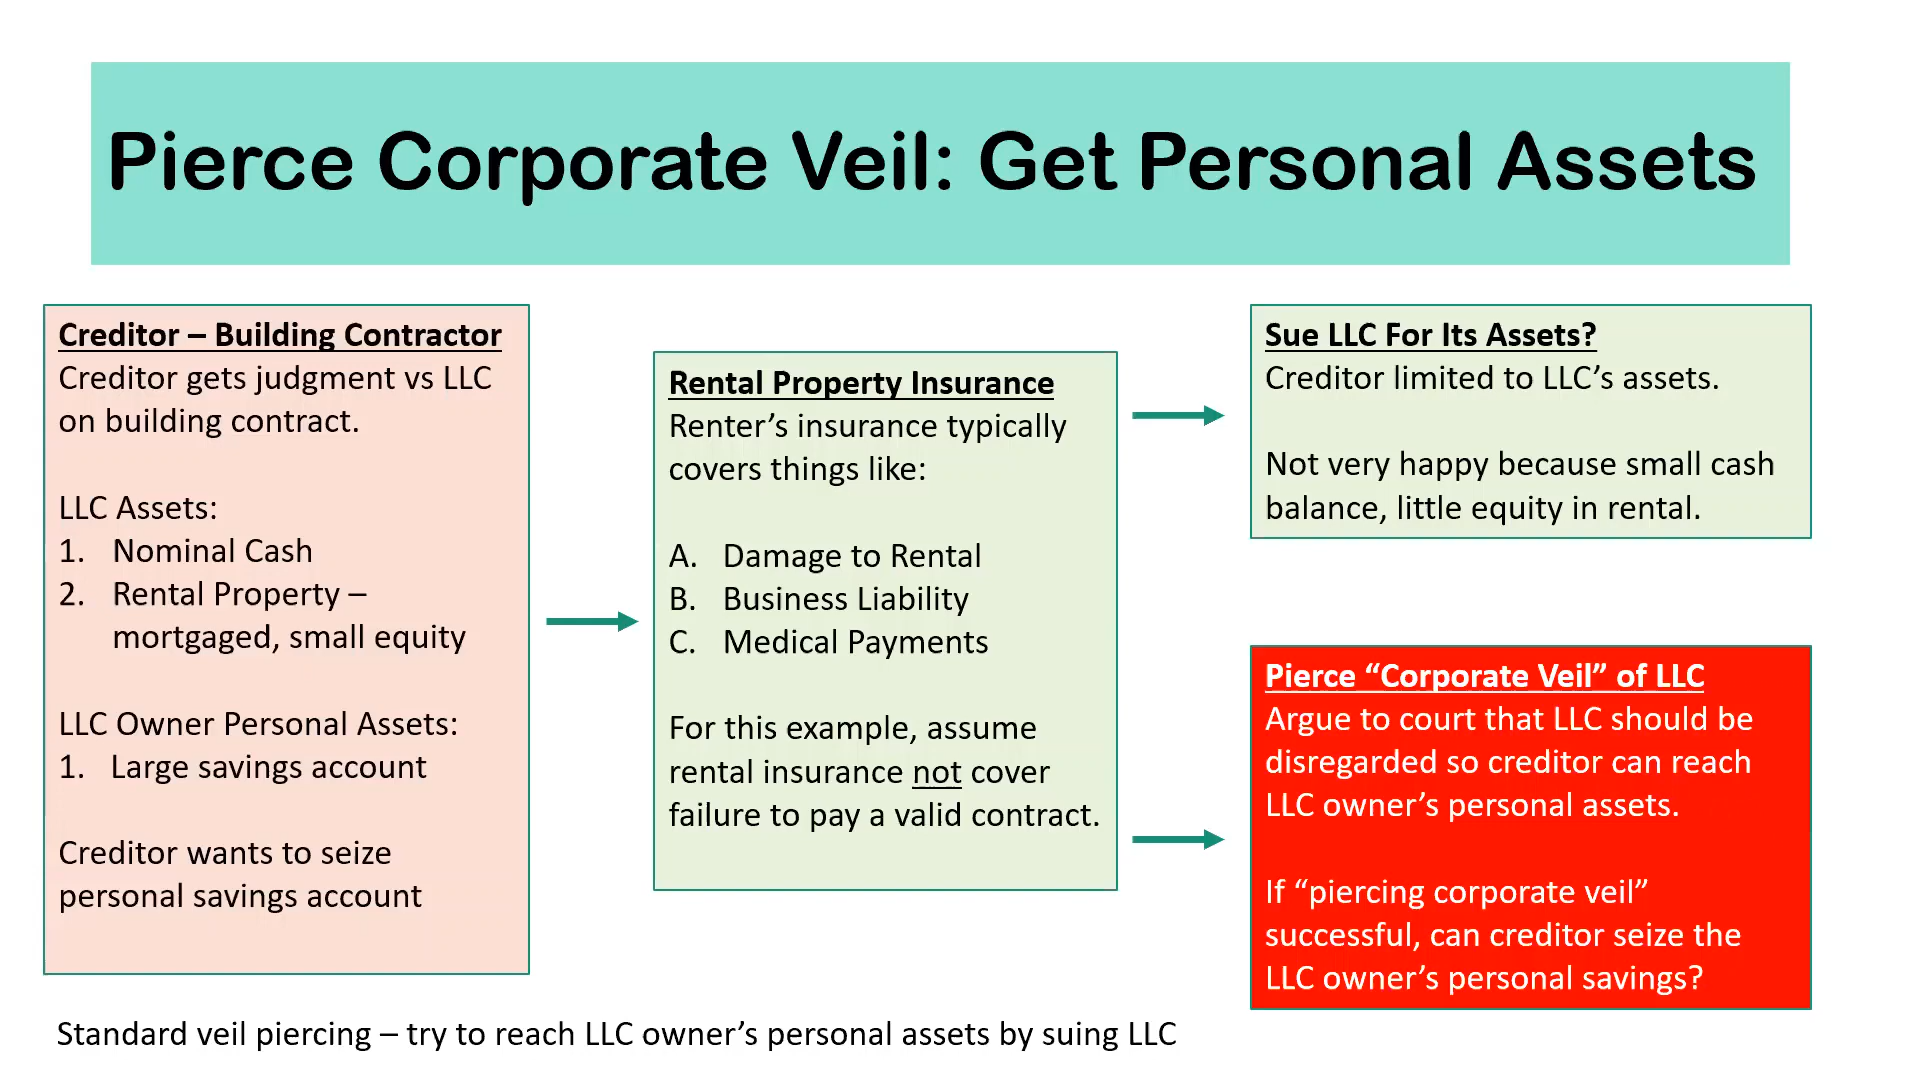 Pierce Corporate Veil: Get Personal Assets
Creditor – Building Contractor
Creditor gets judgment vs LLC
on building contract.
LLC Assets:
1. Nominal Cash
2. Rental Property –
mortgaged, small equity
LLC Owner Personal Assets:
1. Large savings account
Creditor wants to seize
personal savings account
Rental Property Insurance
Renter’s insurance typically
covers things like:
A. Damage to Rental
B. Business Liability
C. Medical Payments
For this example, assume
rental insurance not cover
failure to pay a valid contract.
Sue LLC For Its Assets?
Creditor limited to LLC’s assets.
Not very happy because small cash
balance, little equity in rental.
Pierce “Corporate Veil” of LLC
Argue to court that LLC should be
disregarded so creditor can reach
LLC owner’s personal assets.
If “piercing corporate veil”
successful, can creditor seize the
LLC owner’s personal savings?
Standard veil piercing – try to reach LLC owner’s personal assets by suing LLC